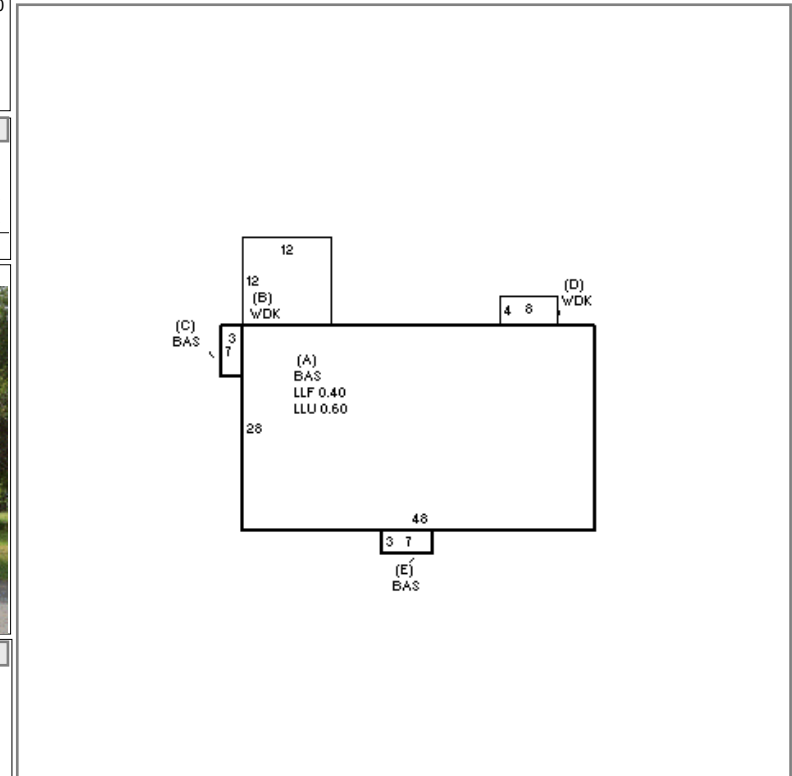 12
12
(B)
WDK
4 8
(D)
WDK
(C)
BAS
3
7
(A)
BAS
LLF 0.40
LLU 0.60
28
48
3 7
(E)
BAS